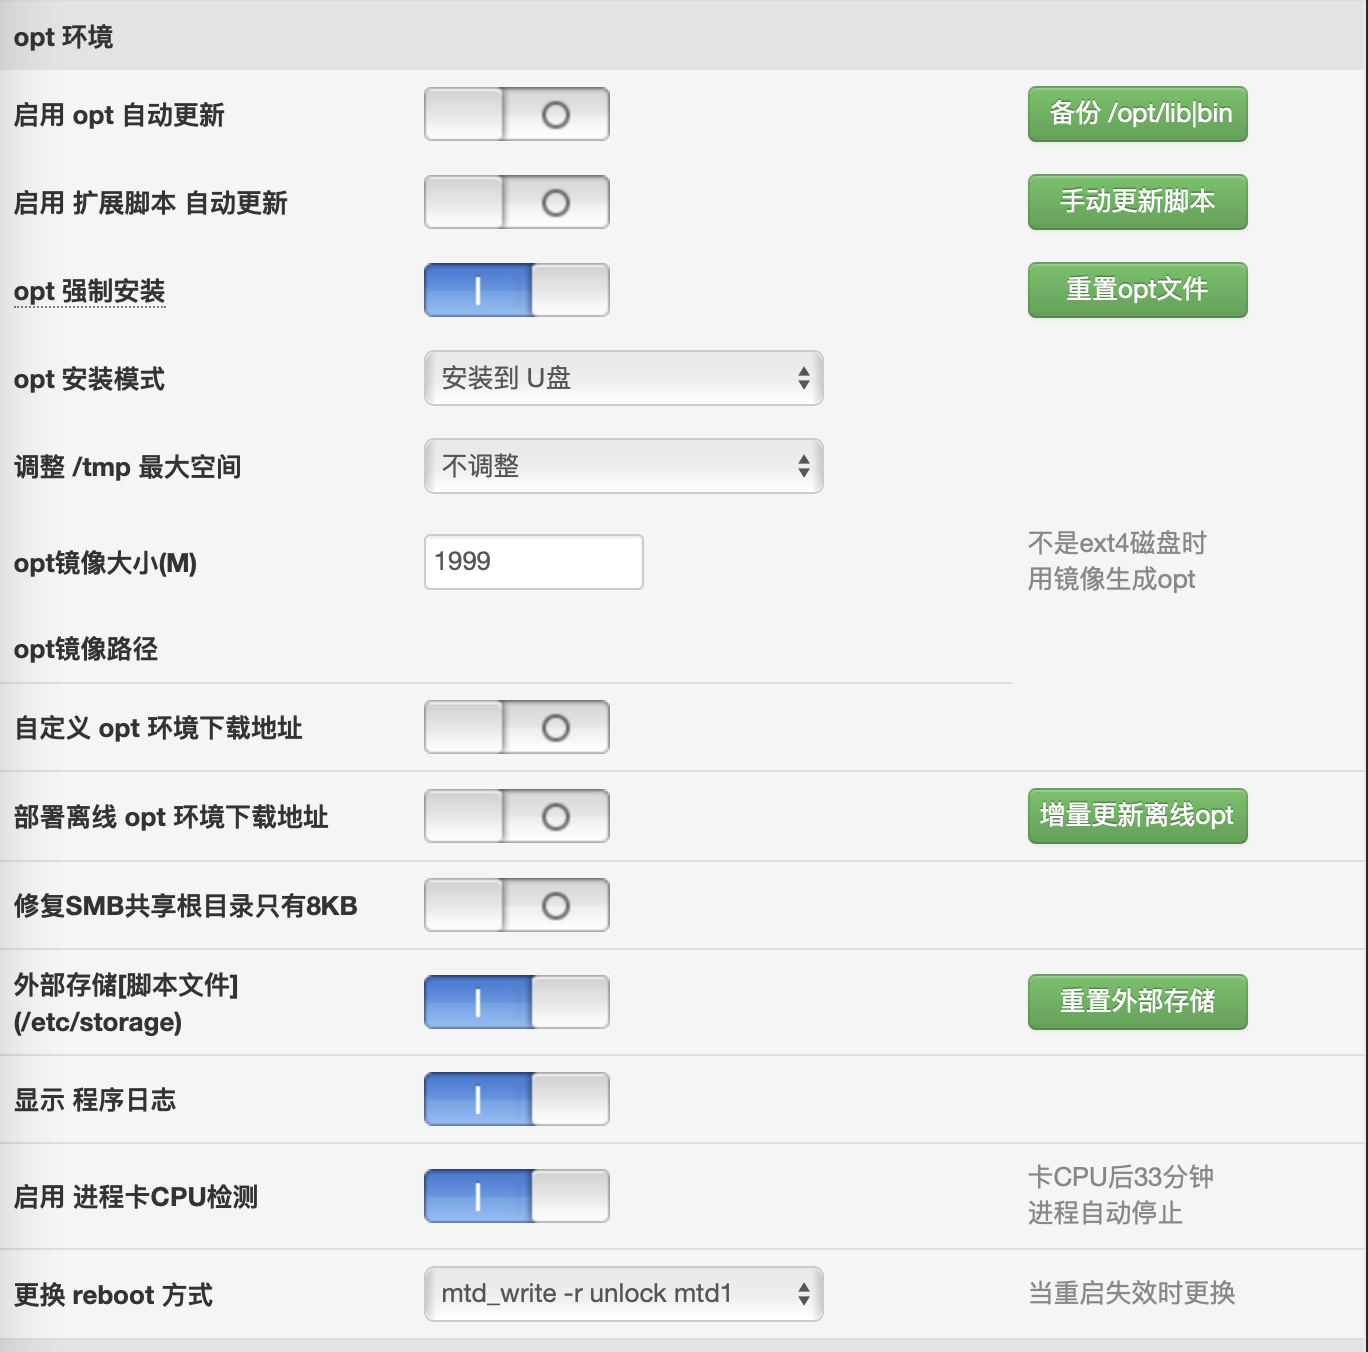 opt 环境
启用 opt 自动更新
备份 /opt/lib|bin
启用 扩展脚本 自动更新
手动更新脚本
opt 强制安装
重置opt文件
opt 安装模式
安装到 U盘
调整 /tmp 最大空间
不调整
opt镜像大小(M)
1999
不是ext4磁盘时
用镜像生成opt
opt镜像路径
自定义 opt 环境下载地址
部署离线 opt 环境下载地址
增量更新离线opt
修复SMB共享根目录只有8KB
外部存储[脚本文件]
(/etc/storage)
重置外部存储
显示 程序日志
启用 进程卡CPU检测
卡CPU后33分钟
进程自动停止
更换 reboot 方式
mtd_write -r unlock mtd1
当重启失效时更换